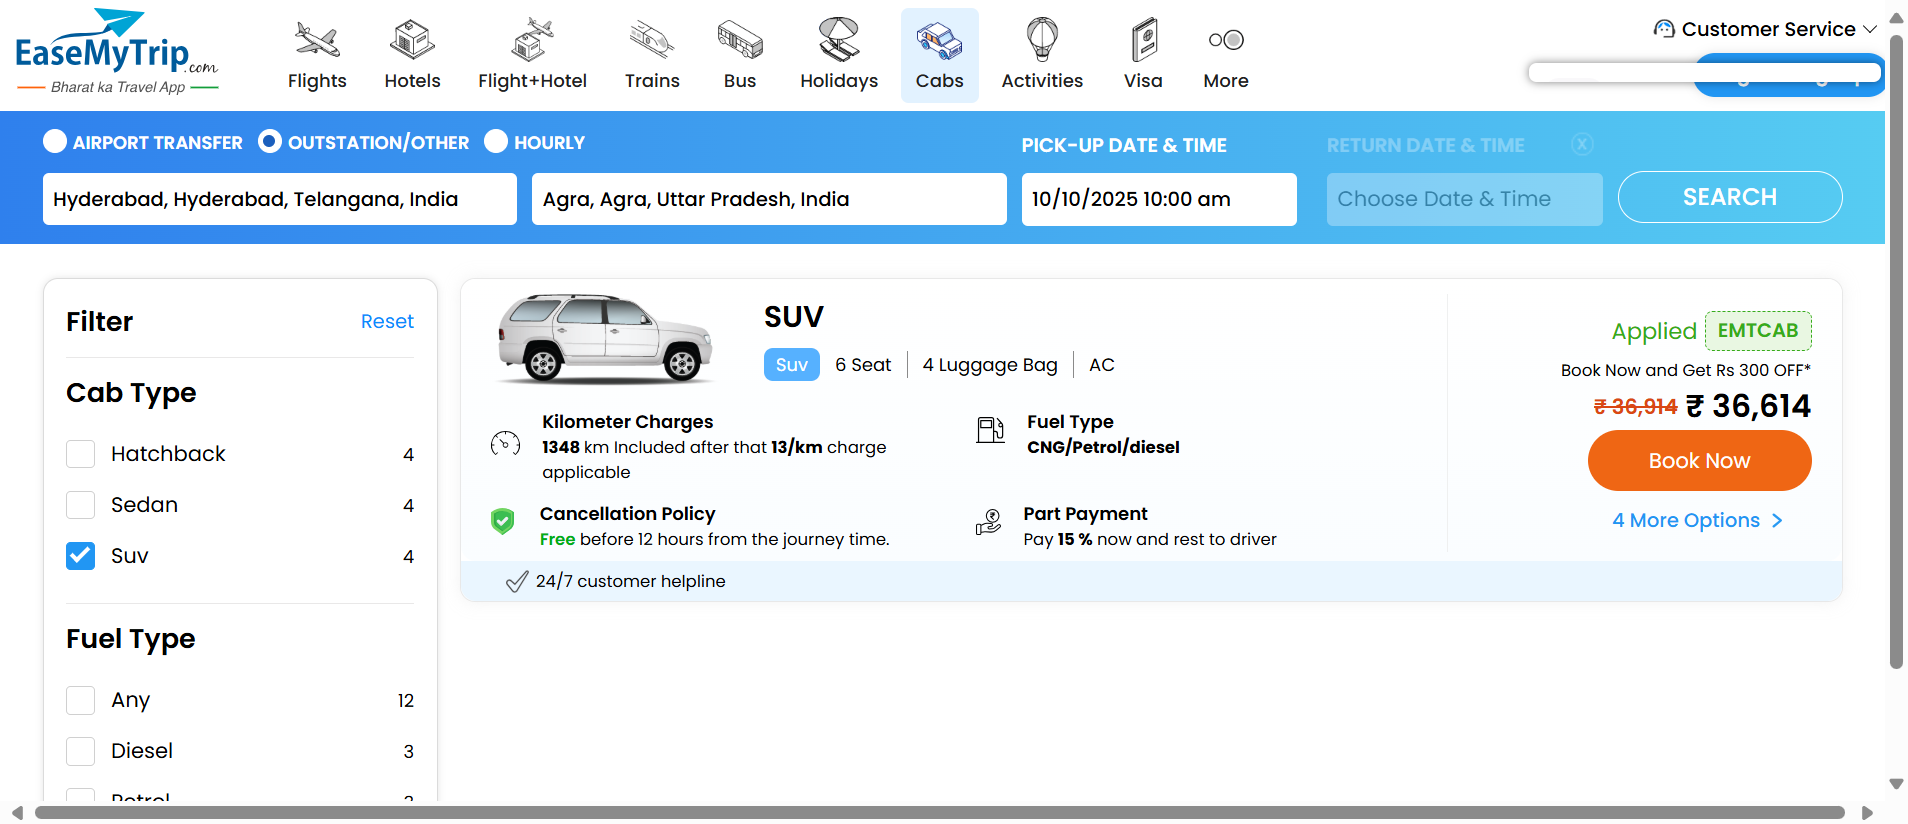 EaseMyTrip.com
Bharat ka Travel App
Flights
Hotels
Flight+Hotel
Trains
Bus
Holidays
Cabs
Activities
Visa
More
Customer Service
AIRPORT TRANSFER
OUTSTATION/OTHER
HOURLY
PICK-UP DATE & TIME
RETURN DATE & TIME
X
Hyderabad, Hyderabad, Telangana, India
Agra, Agra, Uttar Pradesh, India
10/10/2025 10:00 am
Choose Date & Time
SEARCH
Filter
Reset
Cab Type
Hatchback 4
Sedan 4
Suv 4
Fuel Type
Any 12
Diesel 3
Petrol
SUV
Suv
6 Seat
4 Luggage Bag
AC
Kilometer Charges
1348 km Included after that 13/km charge
applicable
Fuel Type
CNG/Petrol/diesel
Cancellation Policy
Free before 12 hours from the journey time.
Part Payment
Pay 15 % now and rest to driver
24/7 customer helpline
Applied EMTCAB
Book Now and Get Rs 300 OFF*
₹ 36,914 ₹ 36,614
Book Now
4 More Options